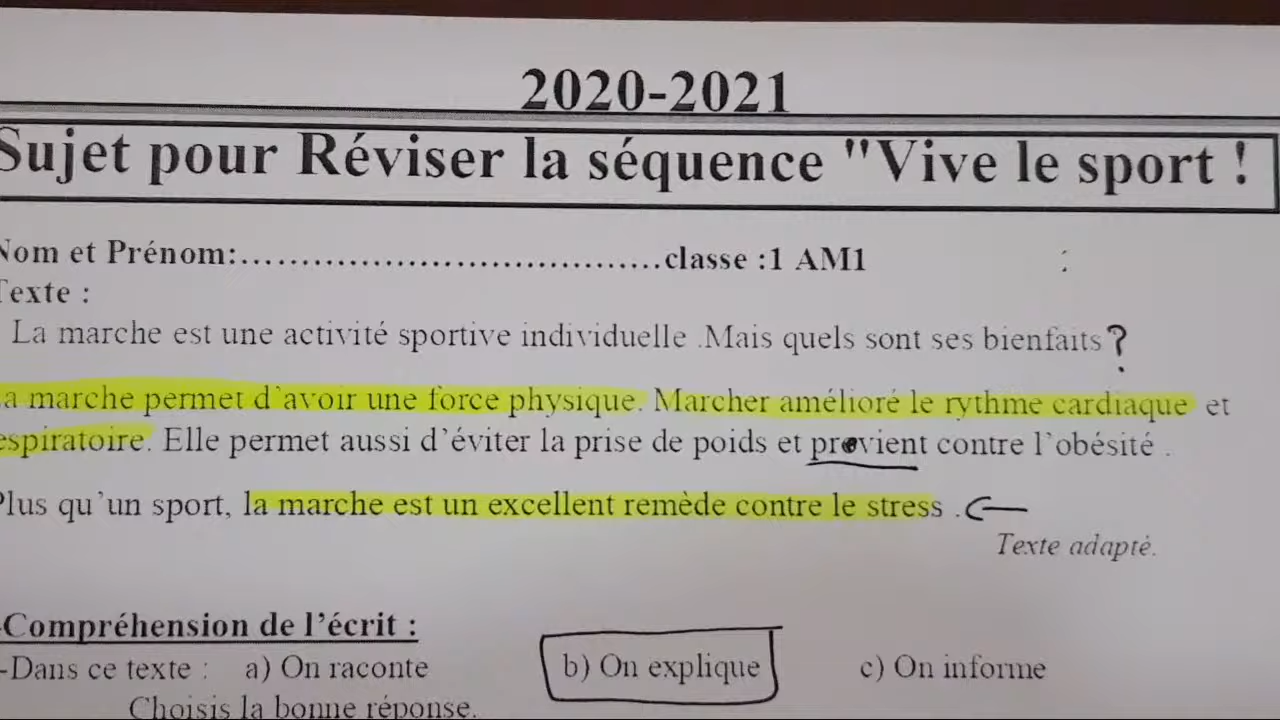 2020-2021
Sujet pour Réviser la séquence "Vive le sport !
Nom et Prénom:....................................classe :1 AM1
Texte :
La marche est une activité sportive individuelle .Mais quels sont ses bienfaits ?
La marche permet d'avoir une force physique. Marcher amélioré le rythme cardiaque et
respiratoire. Elle permet aussi d'éviter la prise de poids et prévient contre l'obésité .
Plus qu'un sport, la marche est un excellent remède contre le stress .
Texte adapté.
-Compréhension de l'écrit :
-Dans ce texte : a) On raconte b) On explique c) On informe
Choisis la bonne réponse.